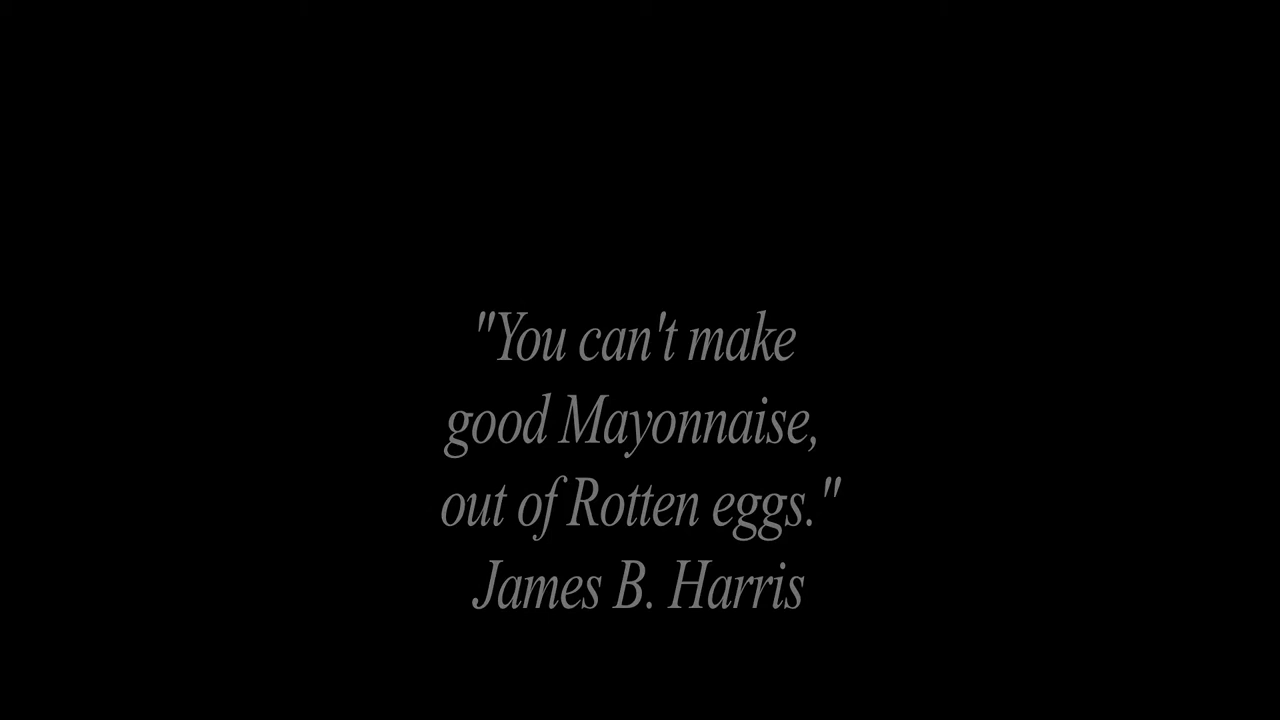 "You can't make
good Mayonnaise,
out of Rotten eggs."
James B. Harris